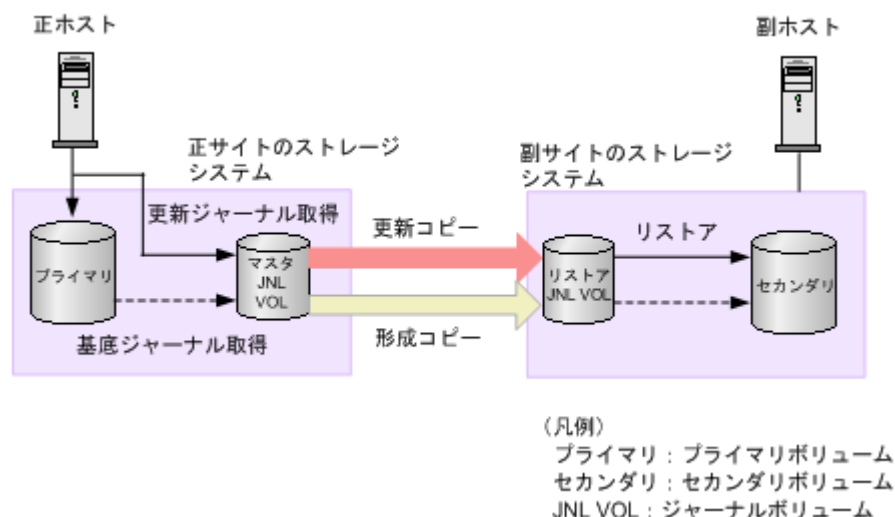 正ホスト
副ホスト
正サイトのストレージ
システム
副サイトのストレージ
システム
更新ジャーナル取得
更新コピー
リストア
プライマリ
マスタ
JNL
VOL
リストア
JNL VOL
セカンダリ
基底ジャーナル取得
形成コピー
（凡例）
プライマリ：プライマリボリューム
セカンダリ：セカンダリボリューム
JNL VOL：ジャーナルボリューム